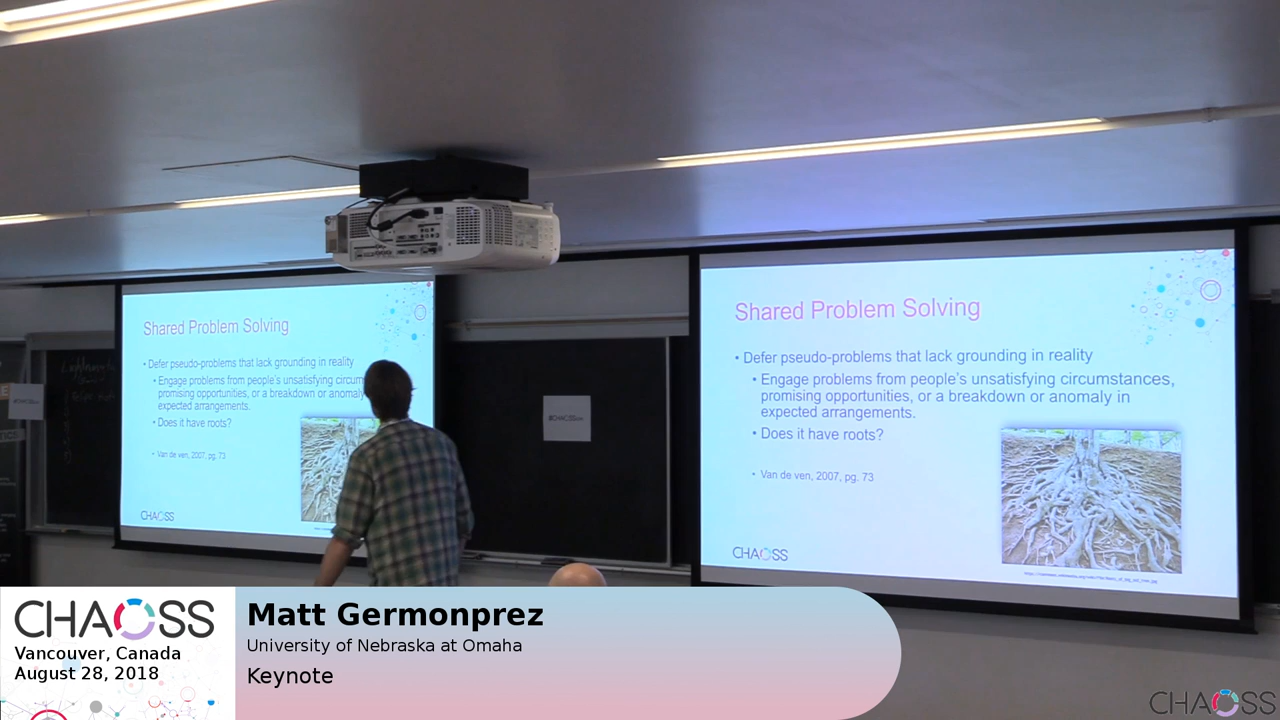 Shared Problem Solving
• Defer pseudo-problems that lack grounding in reality
• Engage problems from people's unsatisfying circum
promising opportunities, or a breakdown or anomaly
expected arrangements.
• Does it have roots?
• Van de ven, 2007, pg. 73
CHAOSS
Shared Problem Solving
• Defer pseudo-problems that lack grounding in reality
• Engage problems from people's unsatisfying circumstances,
promising opportunities, or a breakdown or anomaly in
expected arrangements.
• Does it have roots?
• Van de ven, 2007, pg. 73
CHAOSS
CHAOSS
Vancouver, Canada
August 28, 2018
Matt Germonprez
University of Nebraska at Omaha
Keynote
CHAOSS